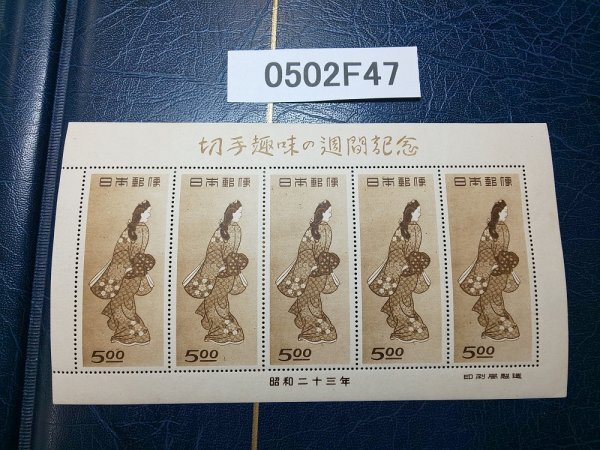 0502F47
切手趣味の週間記念
日本郵便 日本郵便 日本郵便 日本郵便 日本郵便
5.00 5.00 5.00 5.00 5.00
昭和二十三年 印刷局製造